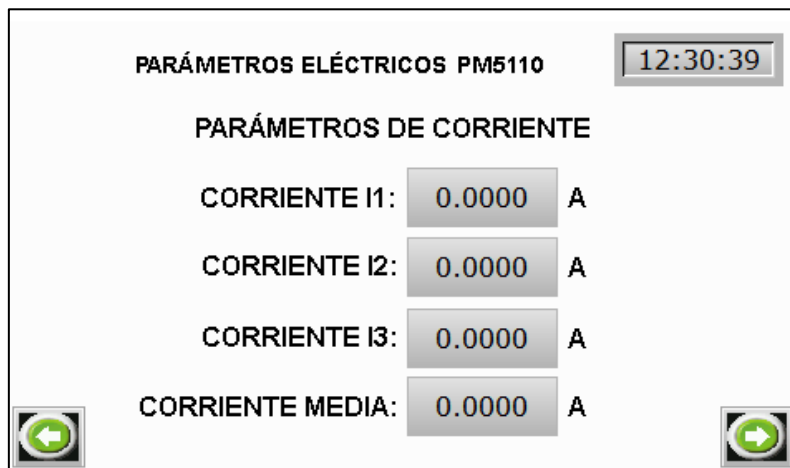 PARÁMETROS ELÉCTRICOS PM5110 12:30:39
PARÁMETROS DE CORRIENTE
CORRIENTE I1: 0.0000 A
CORRIENTE I2: 0.0000 A
CORRIENTE I3: 0.0000 A
CORRIENTE MEDIA: 0.0000 A